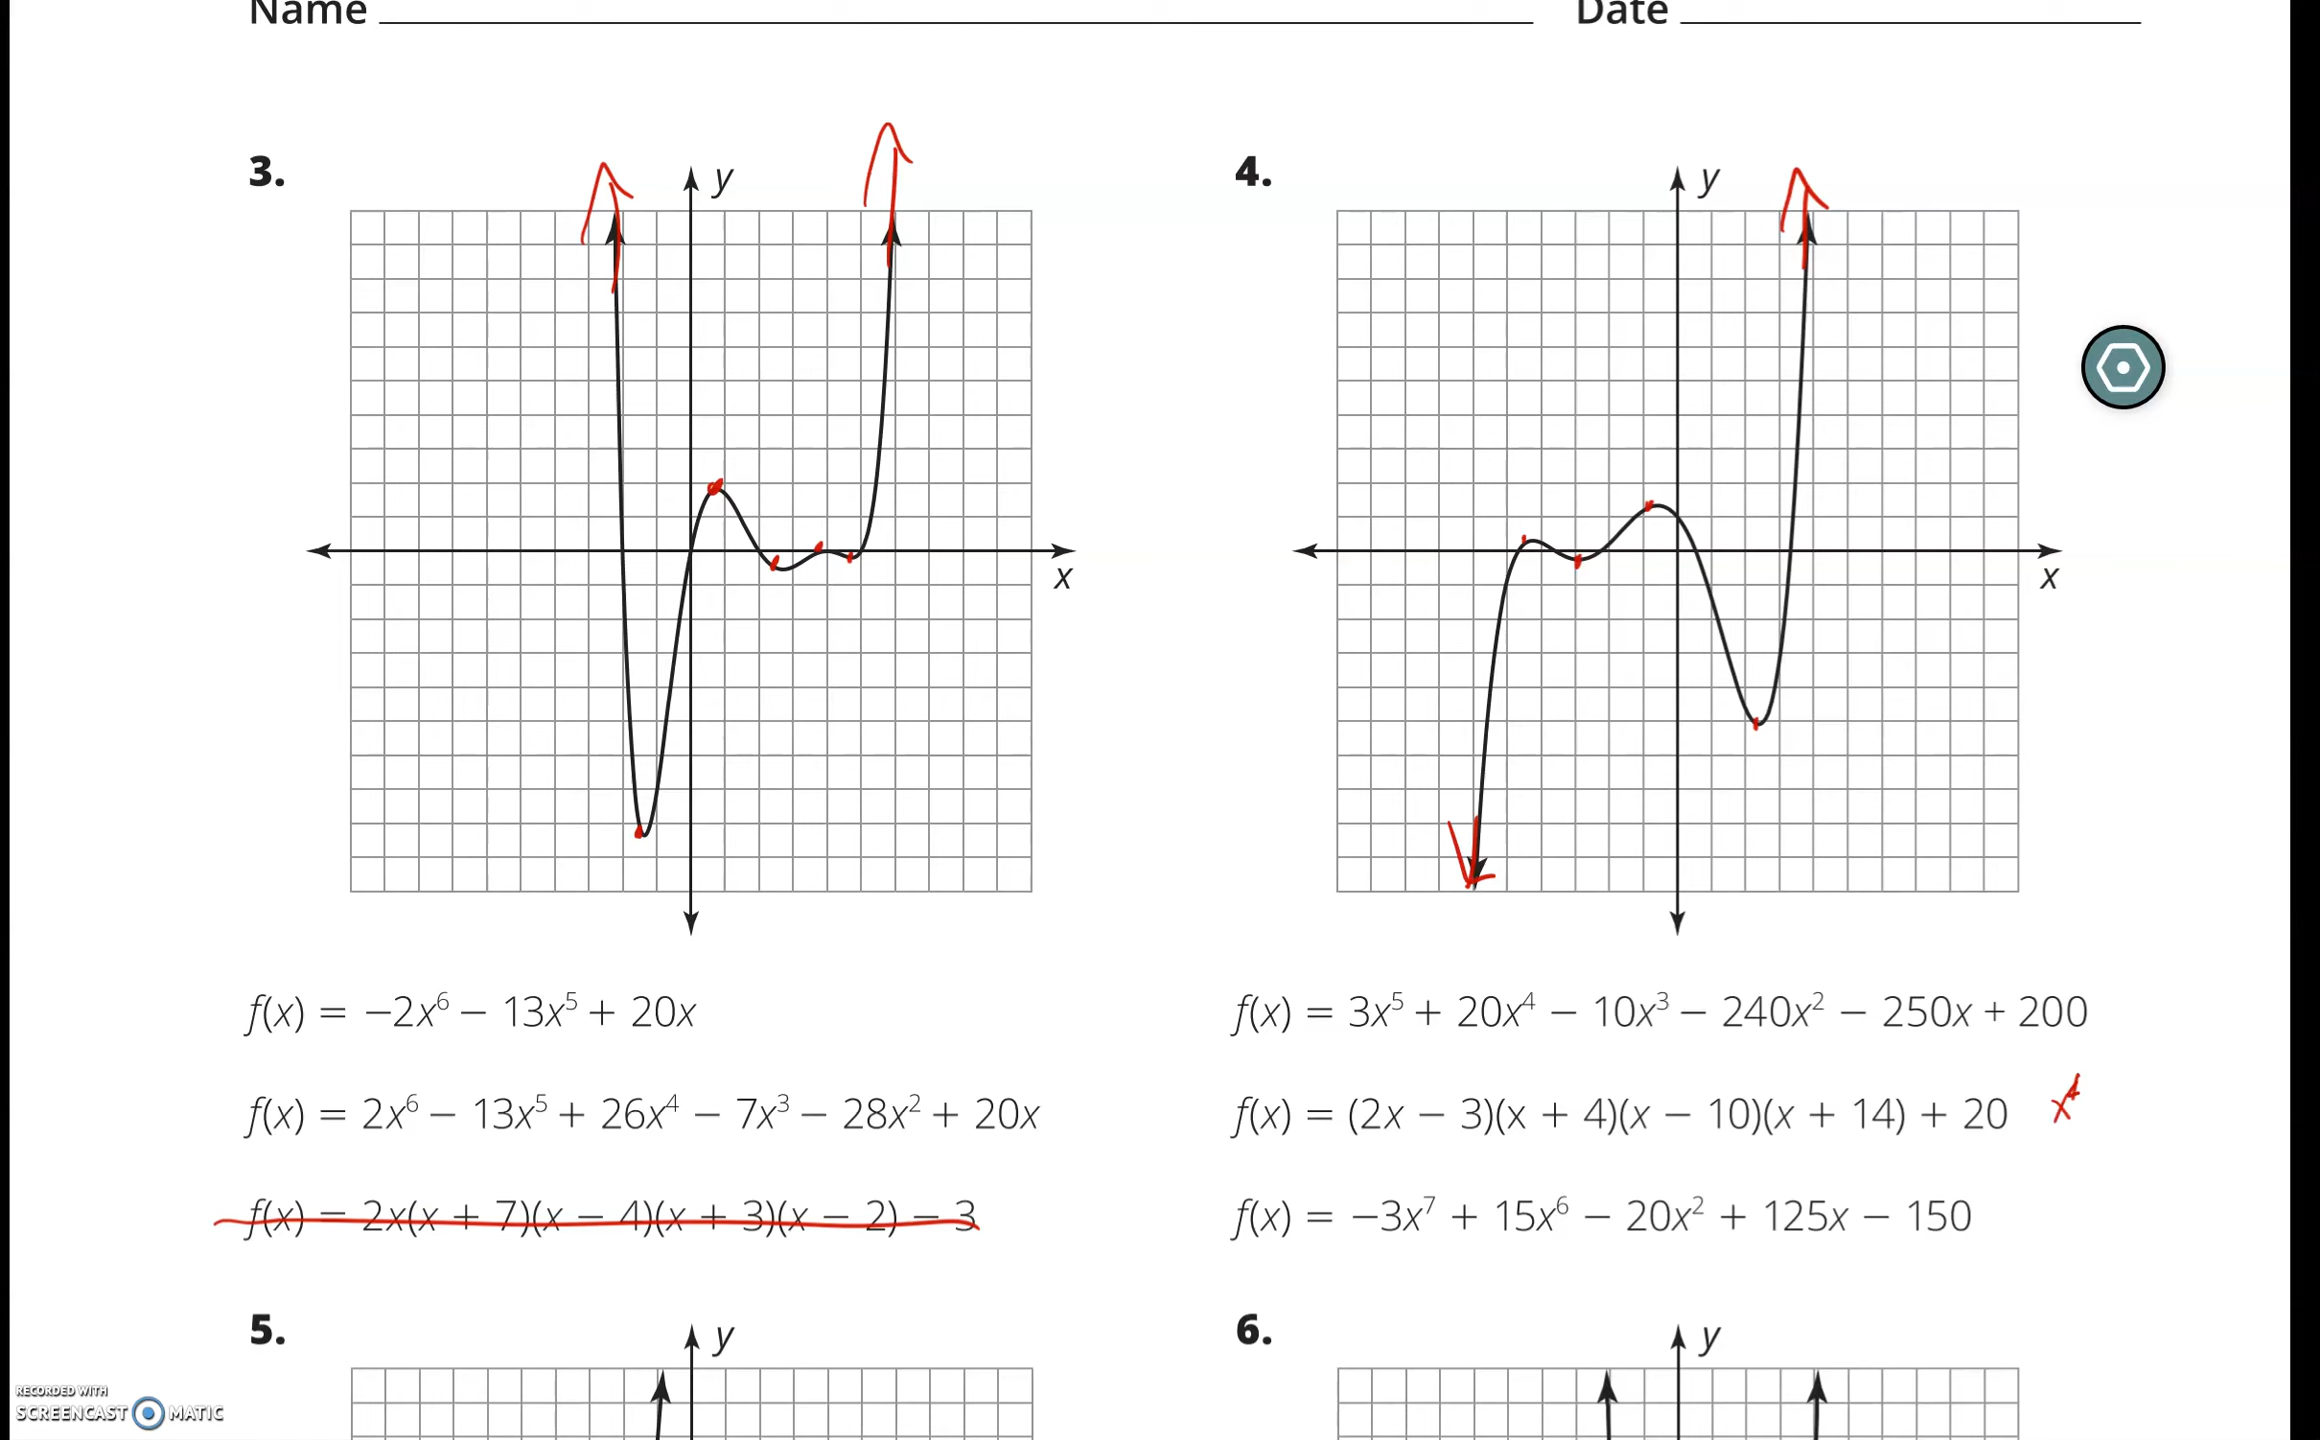 Name Date
3. 4.
y y
x x
f(x) = −2x⁶ − 13x⁵ + 20x
f(x) = 3x⁵ + 20x⁴ − 10x³ − 240x² − 250x + 200
f(x) = 2x⁶ − 13x⁵ + 26x⁴ − 7x³ − 28x² + 20x
f(x) = (2x − 3)(x + 4)(x − 10)(x + 14) + 20 x⁴
f(x) = 2x(x + 7)(x − 4)(x + 3)(x − 2) − 3
f(x) = −3x⁷ + 15x⁶ − 20x² + 125x − 150
5. 6.
y y
RECORDED WITH
SCREENCAST MATIC